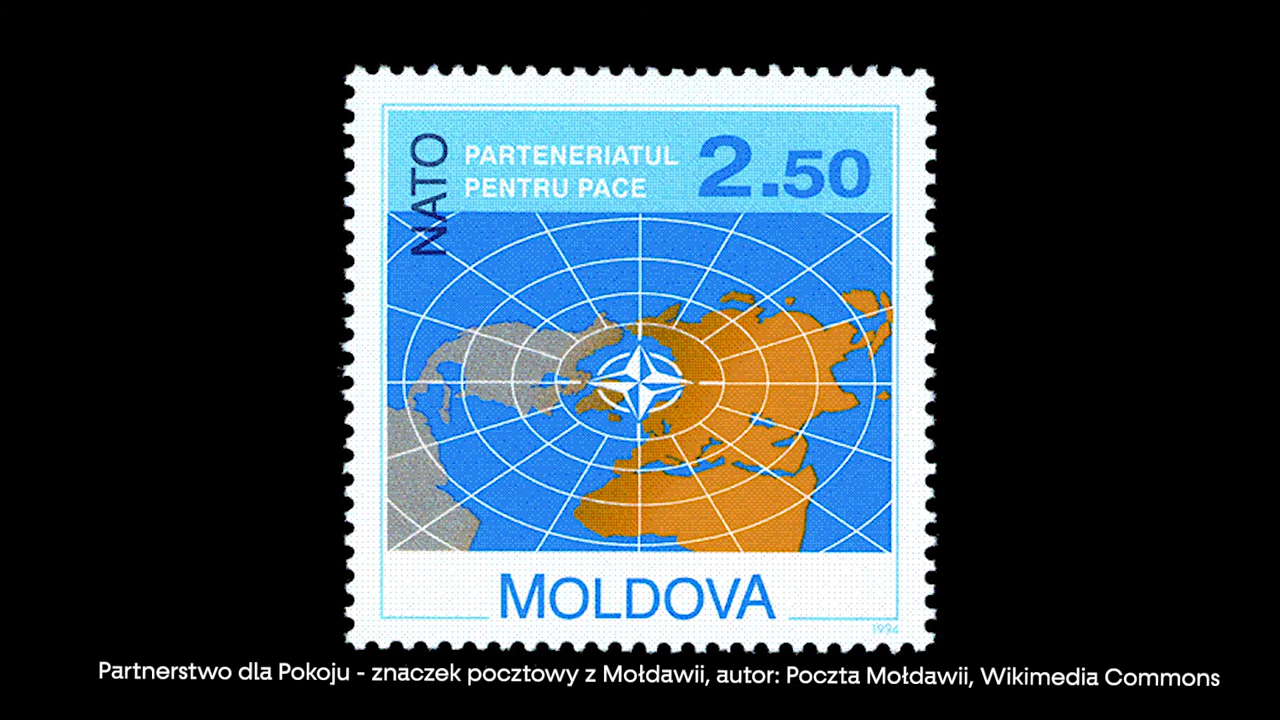 NATO
PARTENERIATUL
PENTRU PACE
2.50
MOLDOVA
1994
Partnerstwo dla Pokoju - znaczek pocztowy z Mołdawii, autor: Poczta Mołdawii, Wikimedia Commons